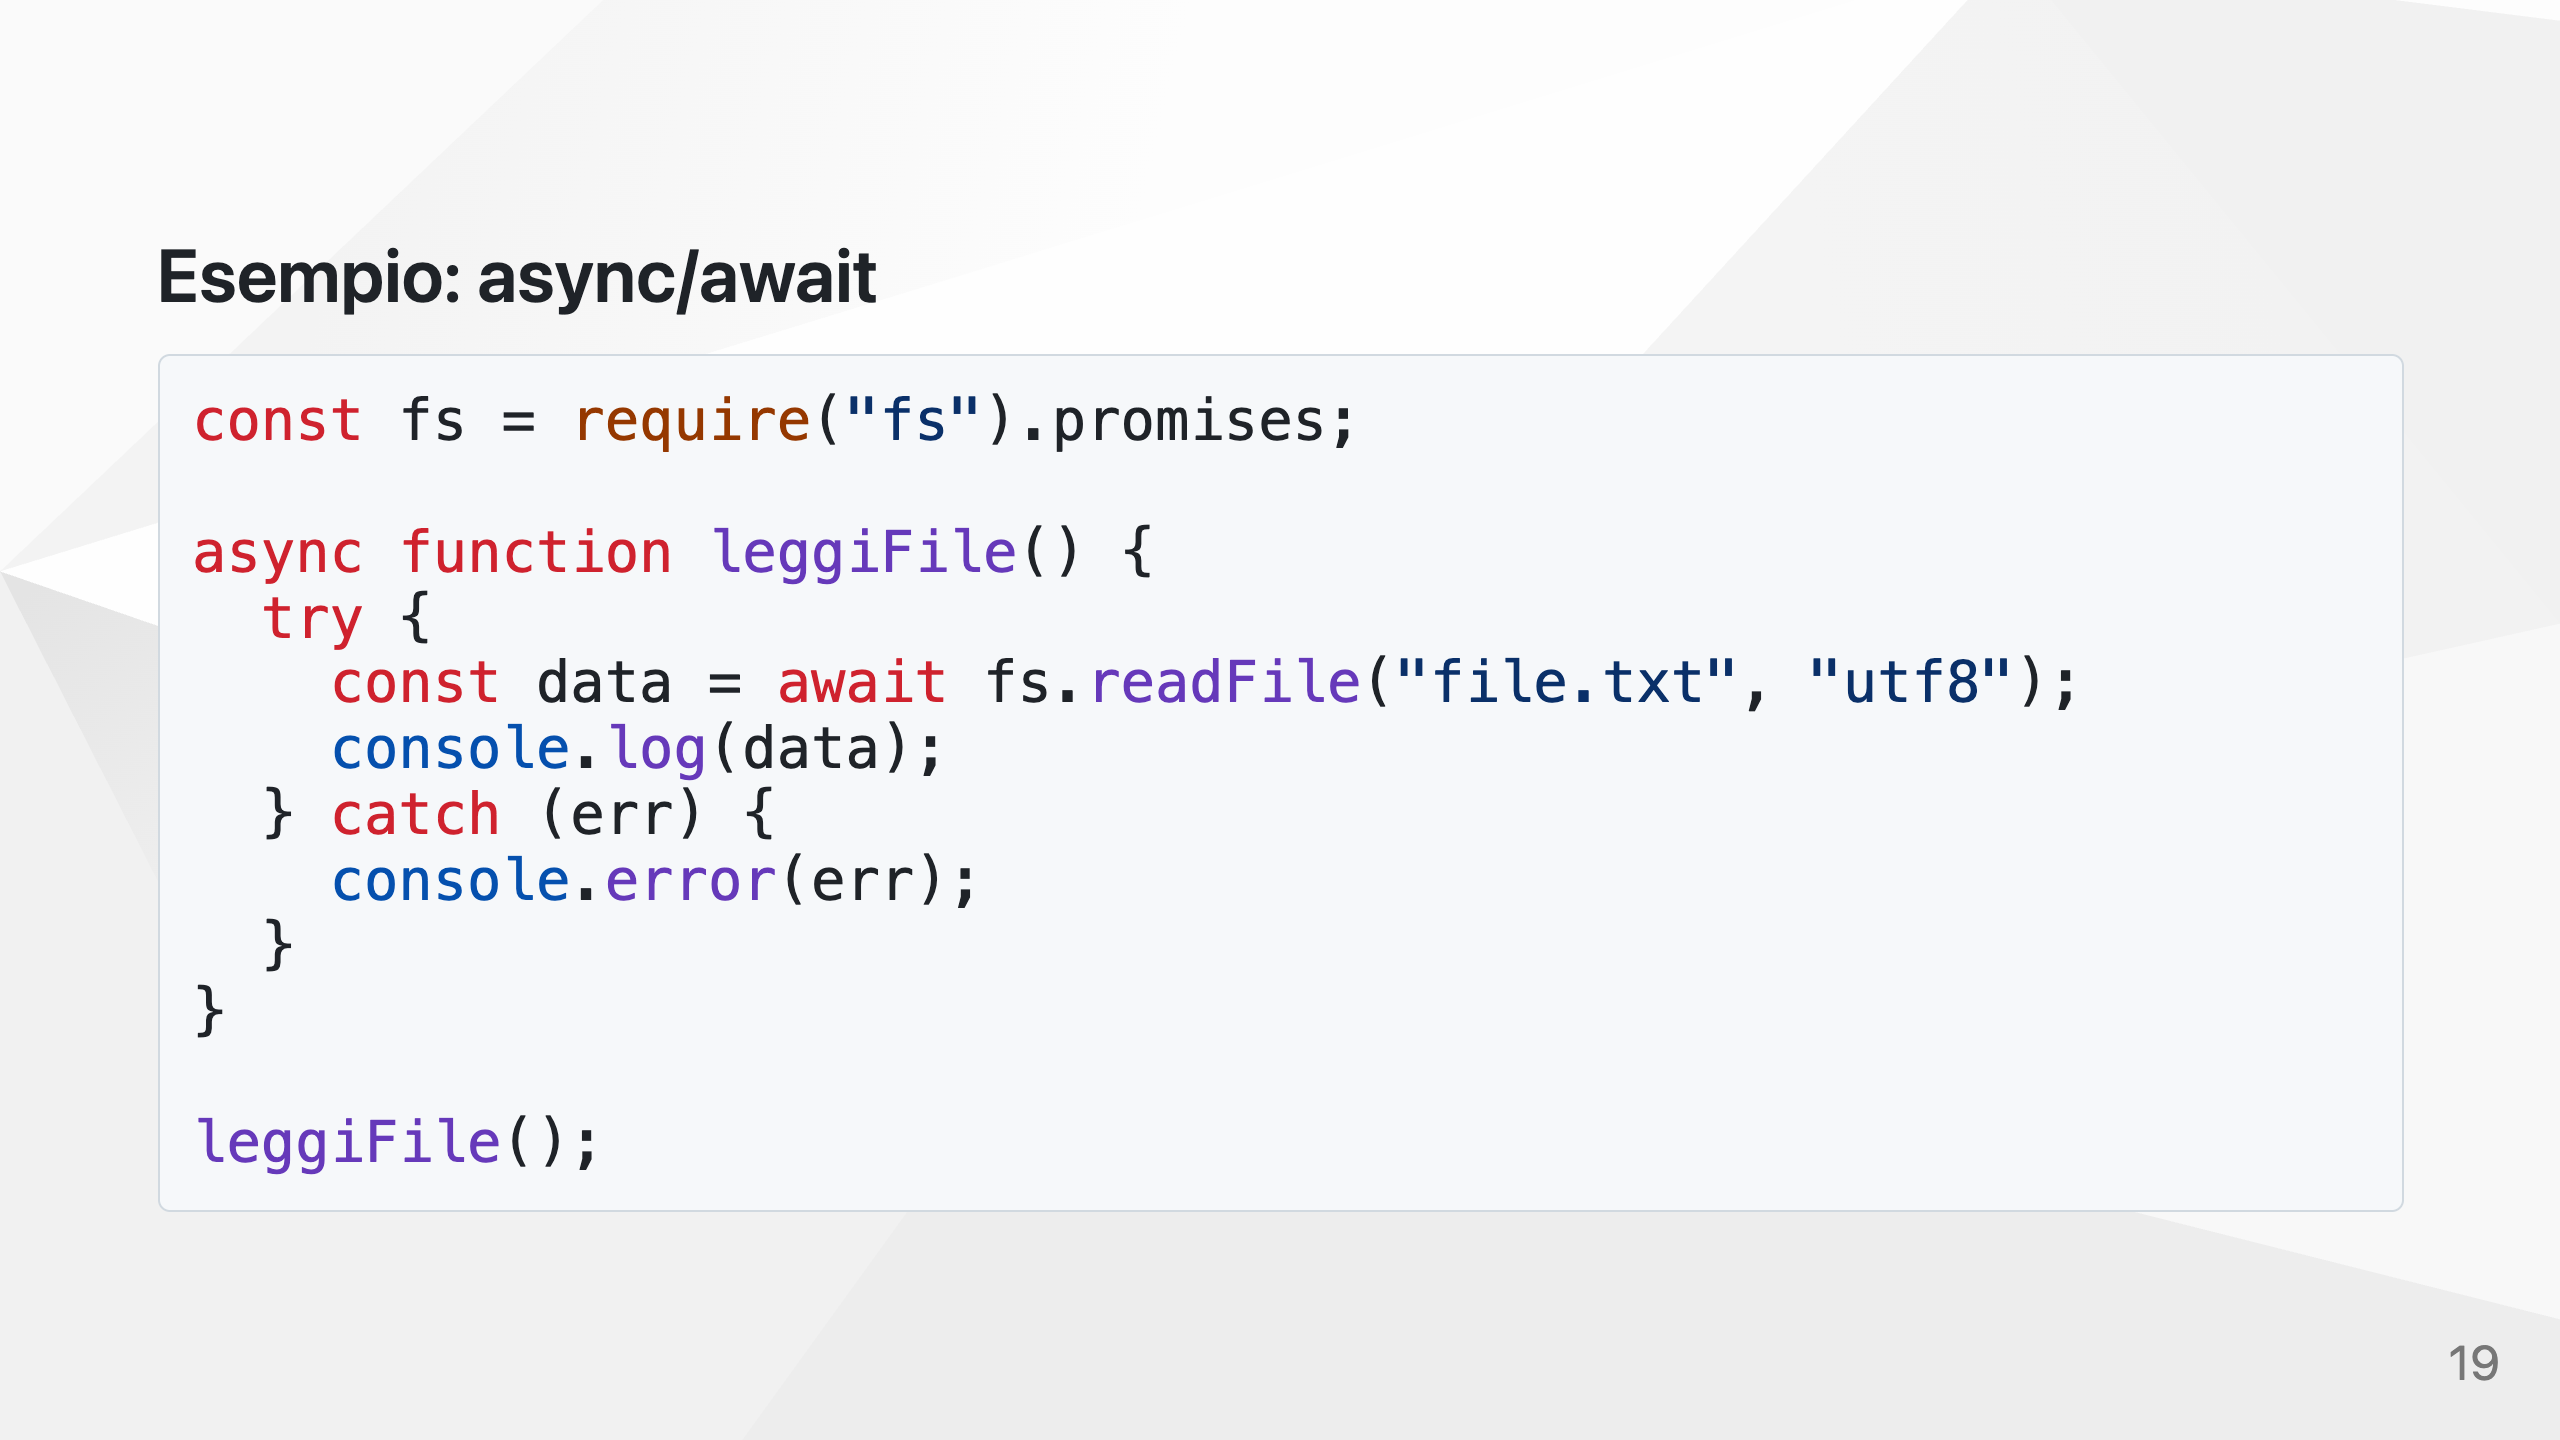 Esempio: async/await
const fs = require("fs").promises;
async function leggiFile() {
  try {
    const data = await fs.readFile("file.txt", "utf8");
    console.log(data);
  } catch (err) {
    console.error(err);
  }
}
leggiFile();
19